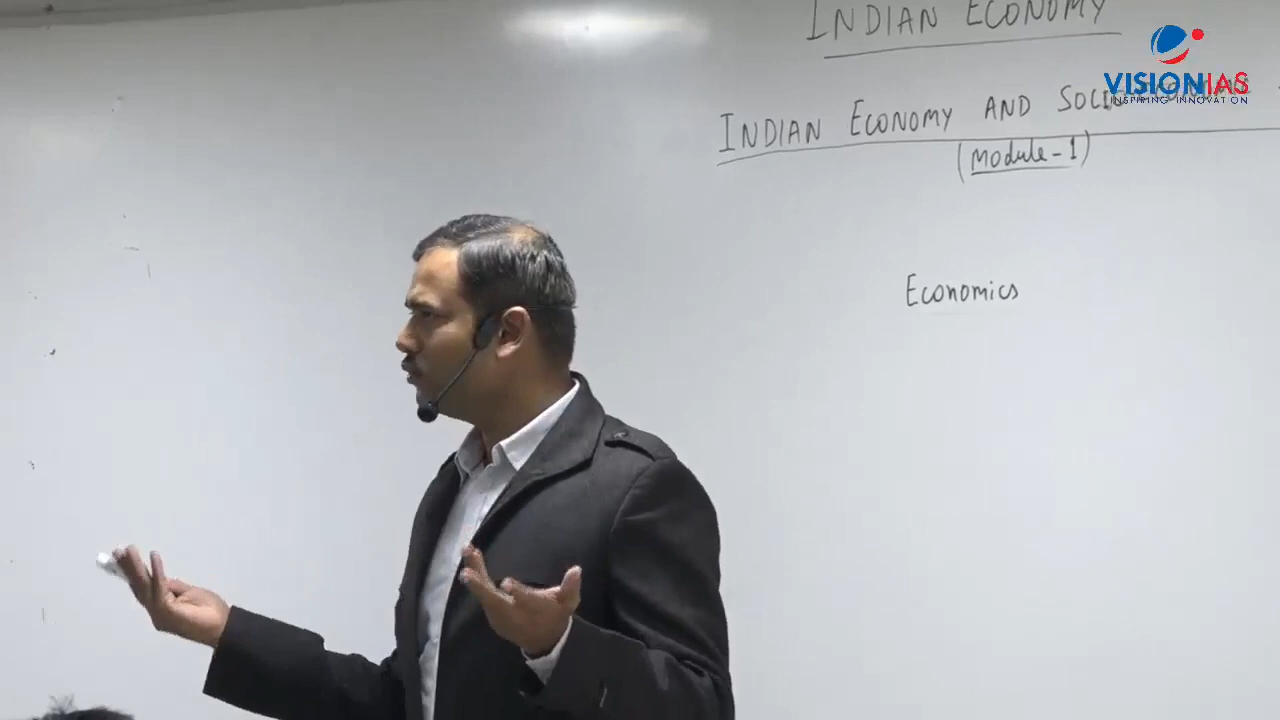 INDIAN ECONOMY
VISIONIAS
INSPIRING INNOVATION
INDIAN ECONOMY AND
(Module-1)
Economics